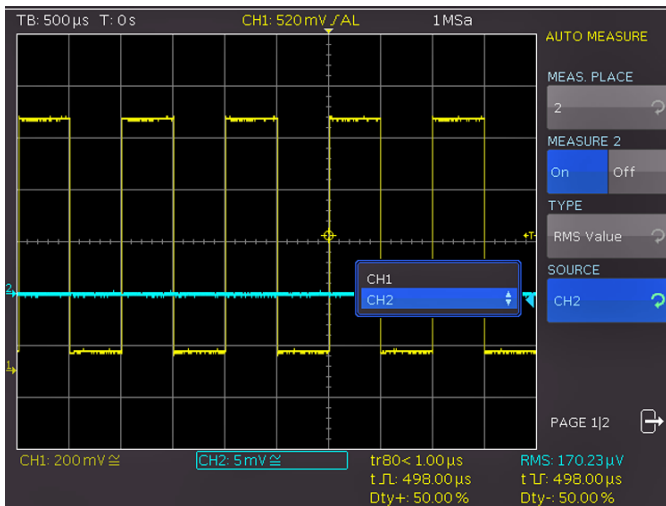 TB: 500 µs T: 0 s CH1: 520 mV / AL 1 MSa
AUTO MEASURE
MEAS. PLACE
2
MEASURE 2
On Off
TYPE
RMS Value
SOURCE
CH2
CH1
CH2
T
2
1
PAGE 1|2
CH1: 200 mV ≅ CH2: 5 mV ≅ tr80< 1.00 µs RMS: 170.23 µV
t⎍: 498.00 µs t⎎: 498.00 µs
Dty+: 50.00 % Dty-: 50.00 %